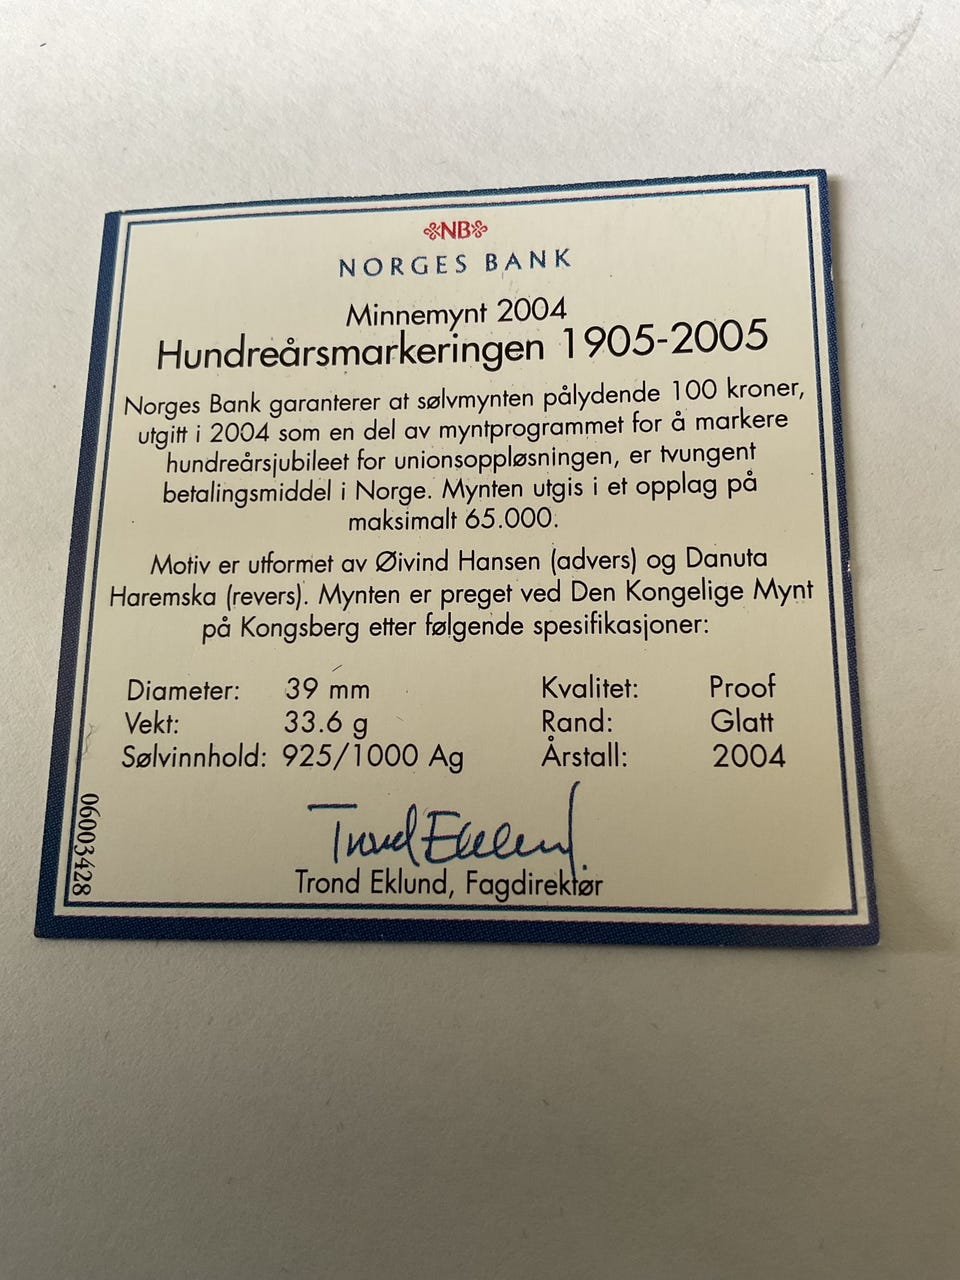 NB
NORGES BANK
Minnemynt 2004
Hundreårsmarkeringen 1905-2005
Norges Bank garanterer at sølvmynten pålydende 100 kroner,
utgitt i 2004 som en del av myntprogrammet for å markere
hundreårsjubileet for unionsoppløsningen, er tvungent
betalingsmiddel i Norge. Mynten utgis i et opplag på
maksimalt 65.000.
Motiv er utformet av Øivind Hansen (advers) og Danuta
Haremska (revers). Mynten er preget ved Den Kongelige Mynt
på Kongsberg etter følgende spesifikasjoner:
Diameter: 39 mm Kvalitet: Proof
Vekt: 33.6 g Rand: Glatt
Sølvinnhold: 925/1000 Ag Årstall: 2004
06003428
Trond Eklund
Trond Eklund, Fagdirektør